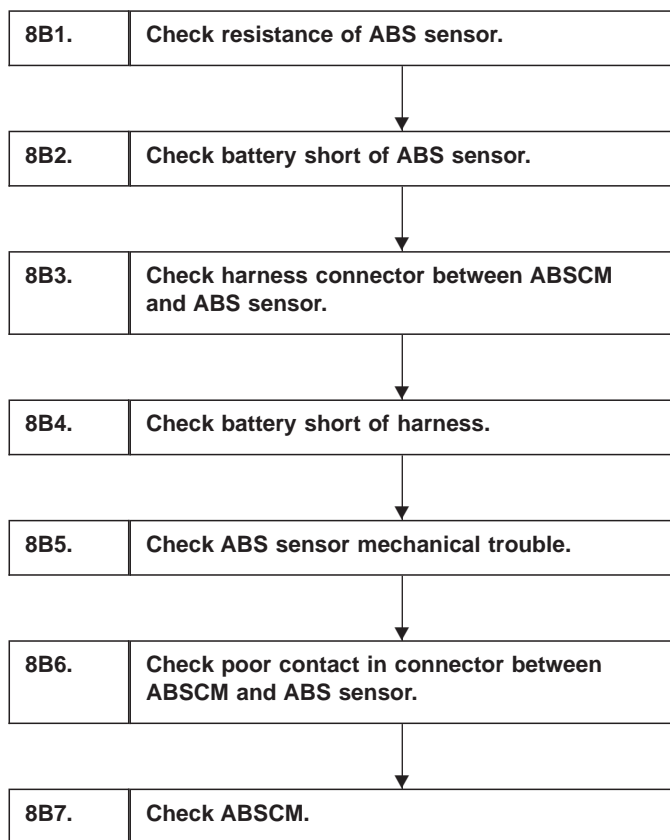 8B1. Check resistance of ABS sensor.
8B2. Check battery short of ABS sensor.
8B3. Check harness connector between ABSCM
and ABS sensor.
8B4. Check battery short of harness.
8B5. Check ABS sensor mechanical trouble.
8B6. Check poor contact in connector between
ABSCM and ABS sensor.
8B7. Check ABSCM.